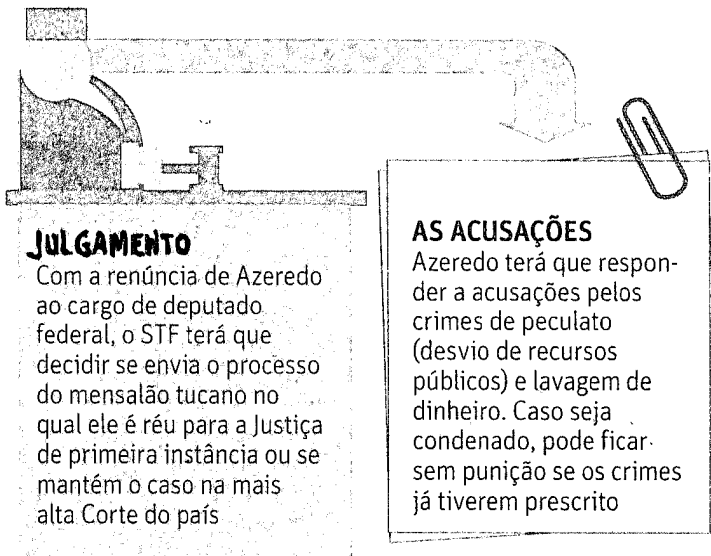 JULGAMENTO
Com a renúncia de Azeredo
ao cargo de deputado
federal, o STF terá que
decidir se envia o processo
do mensalão tucano no
qual ele é réu para a Justiça
de primeira instância ou se
mantém o caso na mais
alta Corte do país
AS ACUSAÇÕES
Azeredo terá que respon-
der a acusações pelos
crimes de peculato
(desvio de recursos
públicos) e lavagem de
dinheiro. Caso seja
condenado, pode ficar
sem punição se os crimes
já tiverem prescrito